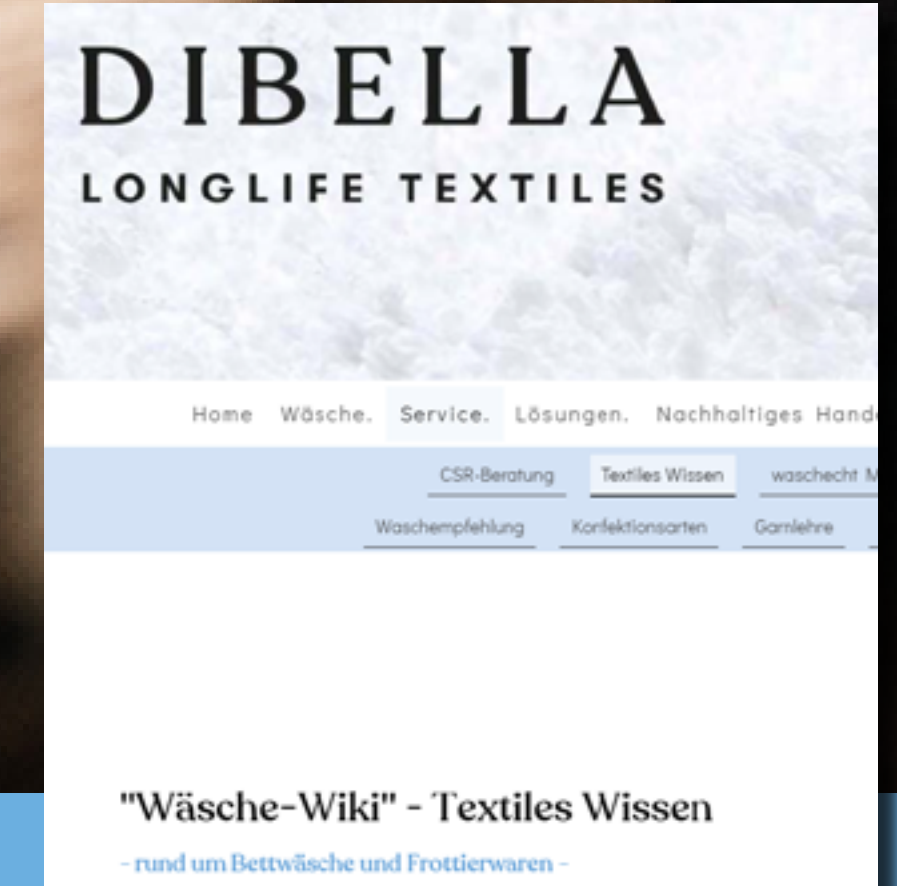 DIBELLA
LONGLIFE TEXTILES
Home Wäsche. Service. Lösungen. Nachhaltiges
CSR-Beratung Textiles Wissen waschecht
Waschempfehlung Konfektionsarten Garnlehre
"Wäsche-Wiki" - Textiles Wissen
- rund um Bettwäsche und Frottierwaren -